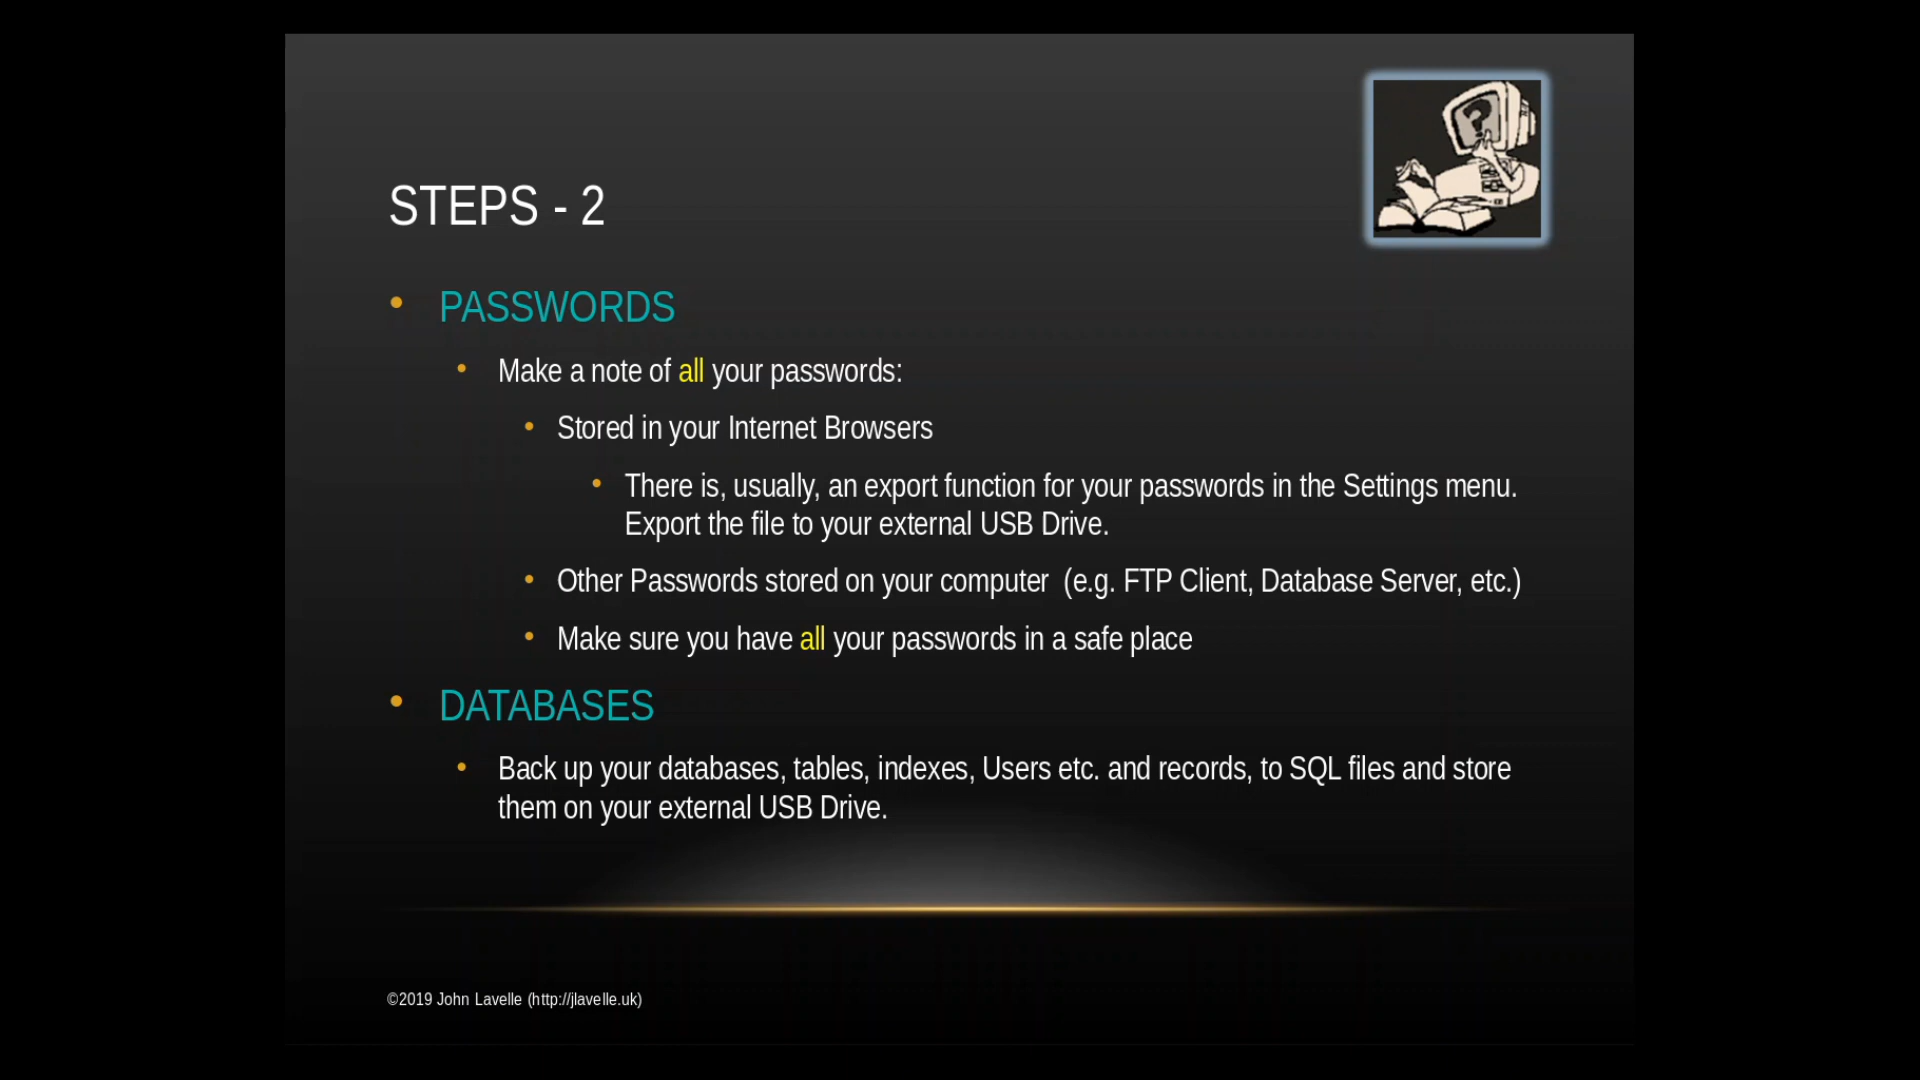 STEPS - 2
• PASSWORDS
• Make a note of all your passwords:
• Stored in your Internet Browsers
• There is, usually, an export function for your passwords in the Settings menu.
Export the file to your external USB Drive.
• Other Passwords stored on your computer  (e.g. FTP Client, Database Server, etc.)
• Make sure you have all your passwords in a safe place
• DATABASES
• Back up your databases, tables, indexes, Users etc. and records, to SQL files and store
them on your external USB Drive.
©2019 John Lavelle (http://jlavelle.uk)